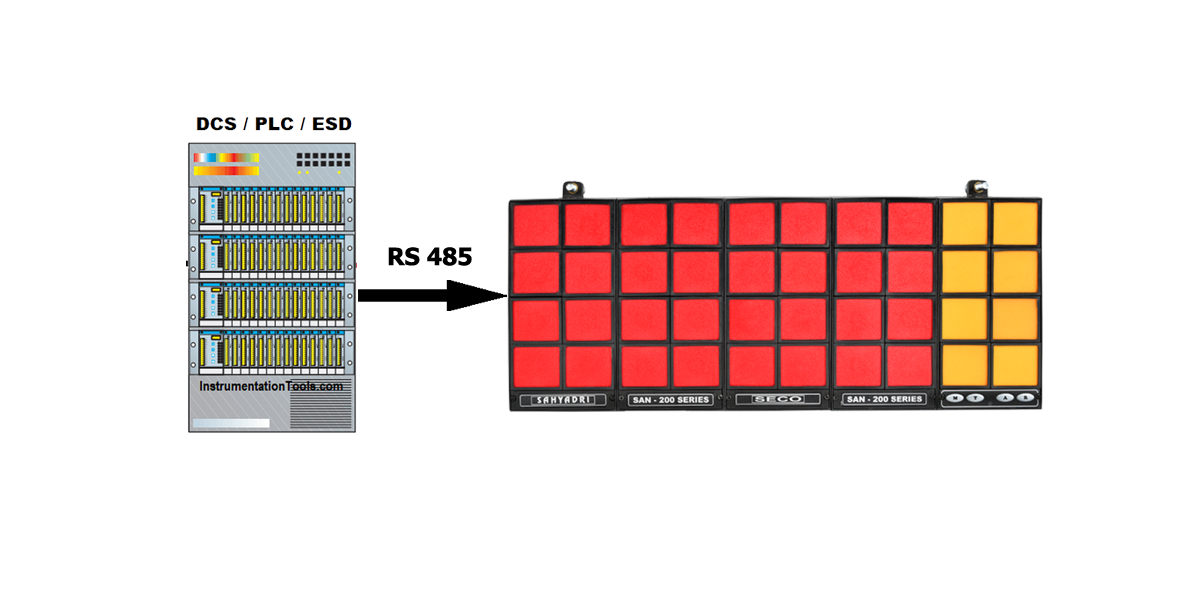 DCS / PLC / ESD
RS 485
InstrumentationTools.com
SAHYADRI
SAN - 200 SERIES
SECO
SAN - 200 SERIES
M T A R